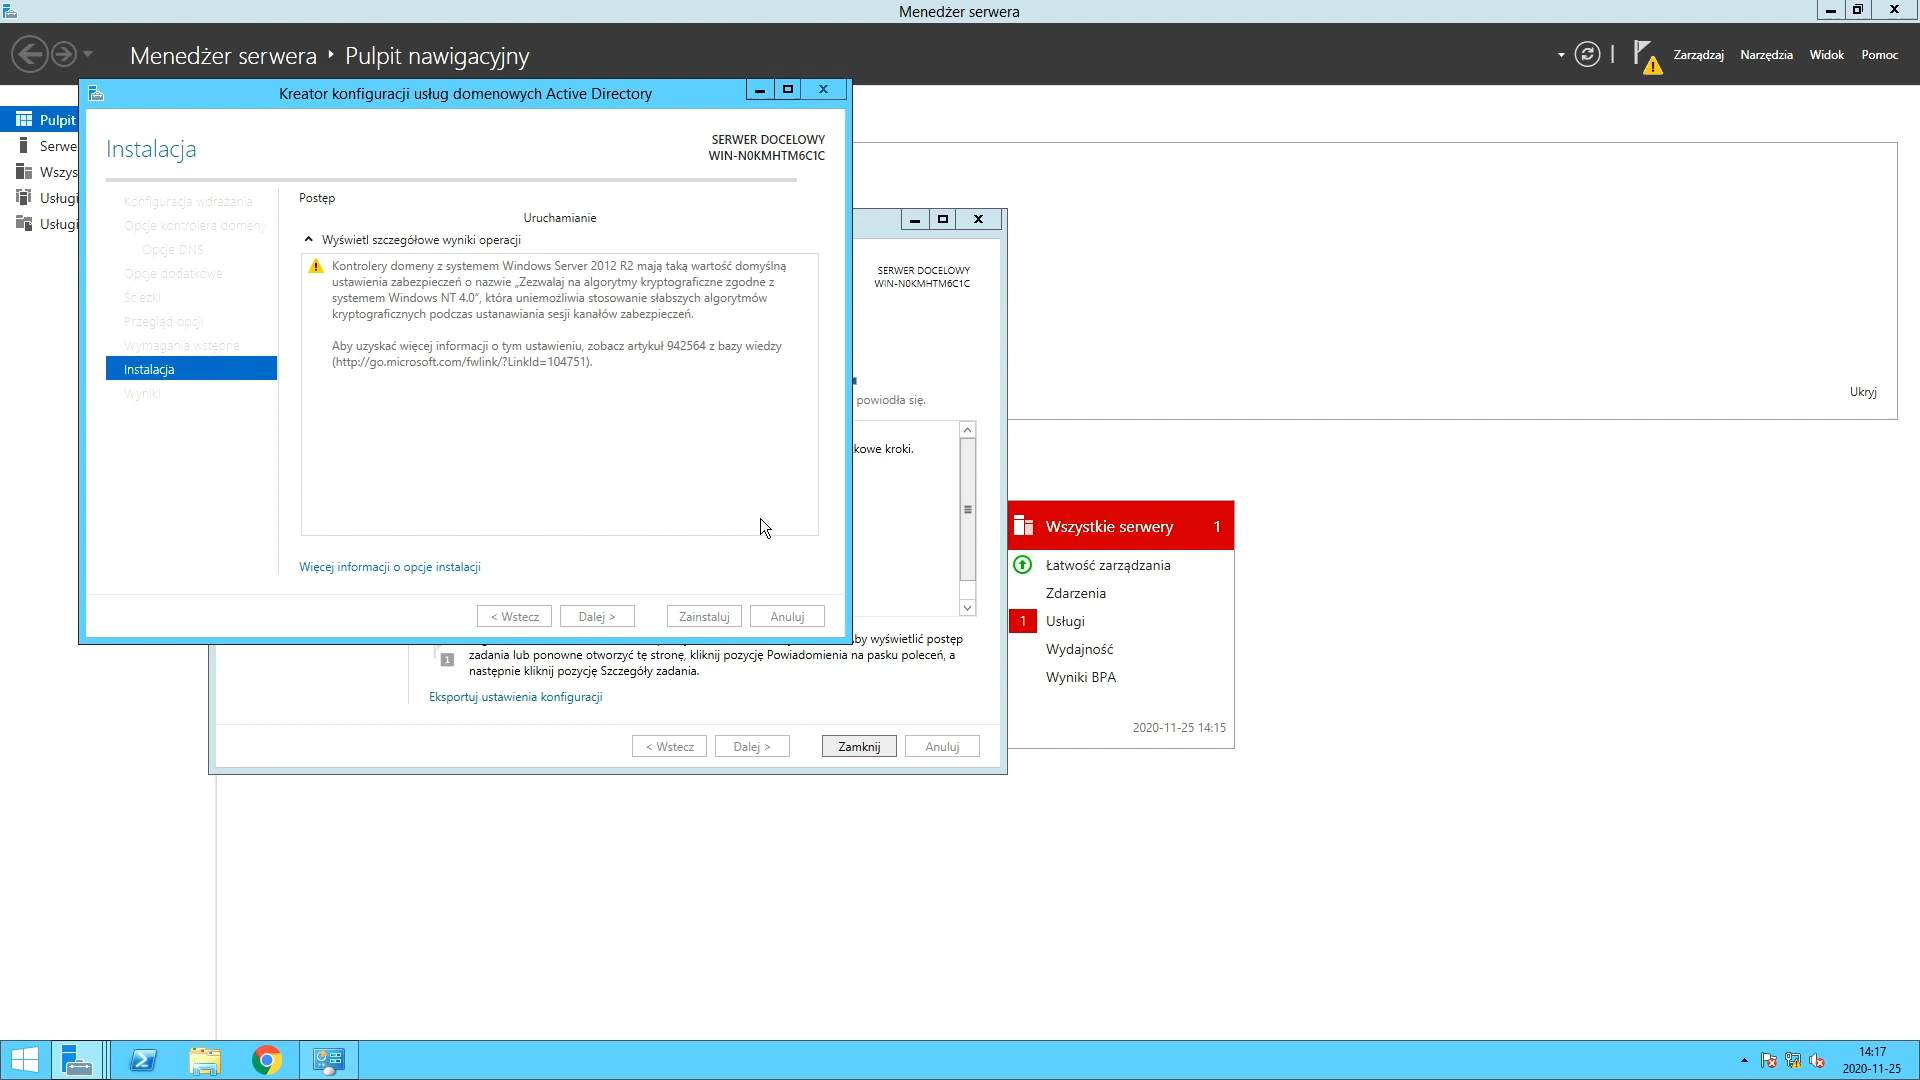 Menedżer serwera
Menedżer serwera ‣ Pulpit nawigacyjny
Zarządzaj Narzędzia Widok Pomoc
Pulpit
Serwe
Wszys
Usługi
Usługi
Kreator konfiguracji usług domenowych Active Directory
Instalacja
SERWER DOCELOWY
WIN-N0KMHTM6C1C
Konfiguracja wdrażania
Opcje kontrolera domeny
Opcje DNS
Opcje dodatkowe
Ścieżki
Przegląd opcji
Wymagania wstępne
Instalacja
Wyniki
Postęp
Uruchamianie
Wyświetl szczegółowe wyniki operacji
Kontrolery domeny z systemem Windows Server 2012 R2 mają taką wartość domyślną
ustawienia zabezpieczeń o nazwie „Zezwalaj na algorytmy kryptograficzne zgodne z
systemem Windows NT 4.0”, która uniemożliwia stosowanie słabszych algorytmów
kryptograficznych podczas ustanawiania sesji kanałów zabezpieczeń.
Aby uzyskać więcej informacji o tym ustawieniu, zobacz artykuł 942564 z bazy wiedzy
(http://go.microsoft.com/fwlink/?LinkId=104751).
Więcej informacji o opcje instalacji
< Wstecz Dalej > Zainstaluj Anuluj
SERWER DOCELOWY
WIN-N0KMHTM6C1C
powiodła się.
kowe kroki.
by wyświetlić postęp
1 zadania lub ponowne otworzyć tę stronę, kliknij pozycję Powiadomienia na pasku poleceń, a
następnie kliknij pozycję Szczegóły zadania.
Eksportuj ustawienia konfiguracji
< Wstecz Dalej > Zamknij Anuluj
Ukryj
Wszystkie serwery 1
Łatwość zarządzania
Zdarzenia
1 Usługi
Wydajność
Wyniki BPA
2020-11-25 14:15
14:17
2020-11-25